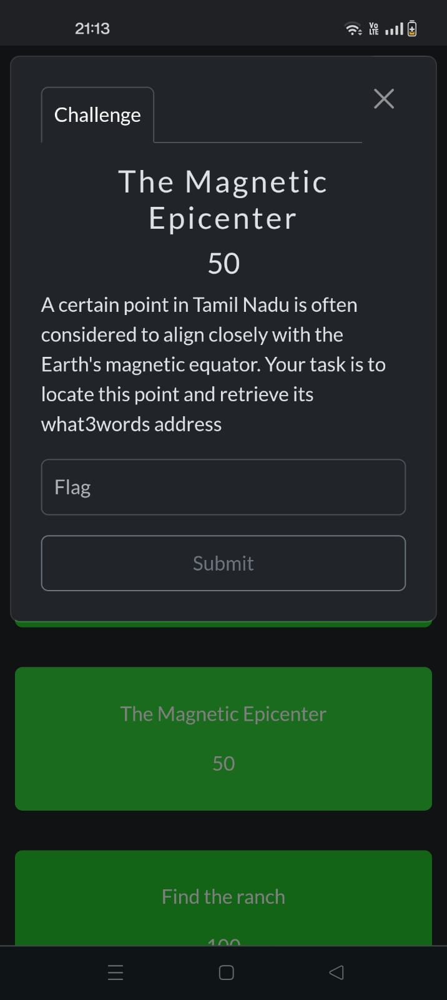 21:13
Vo
LTE
Challenge
The Magnetic
Epicenter
50
A certain point in Tamil Nadu is often
considered to align closely with the
Earth's magnetic equator. Your task is to
locate this point and retrieve its
what3words address
Flag
Submit
The Magnetic Epicenter
50
Find the ranch
100